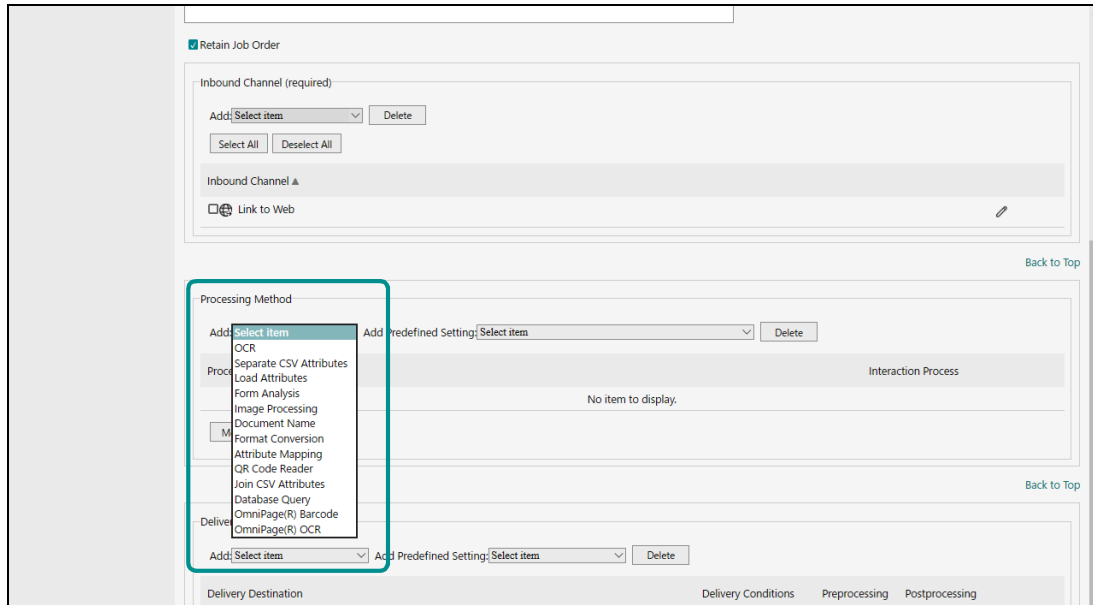 Retain Job Order
Inbound Channel (required)
Add: Select item Delete
Select All Deselect All
Inbound Channel ▲
Link to Web
Back to Top
Processing Method
Add: Select item Add Predefined Setting: Select item Delete
OCR
Separate CSV Attributes
Load Attributes
Interaction Process
Form Analysis
No item to display.
Image Processing
Document Name
Format Conversion
Attribute Mapping
QR Code Reader
Join CSV Attributes
Back to Top
Database Query
OmniPage(R) Barcode
OmniPage(R) OCR
Add: Select item Add Predefined Setting: Select item Delete
Delivery Destination Delivery Conditions Preprocessing Postprocessing